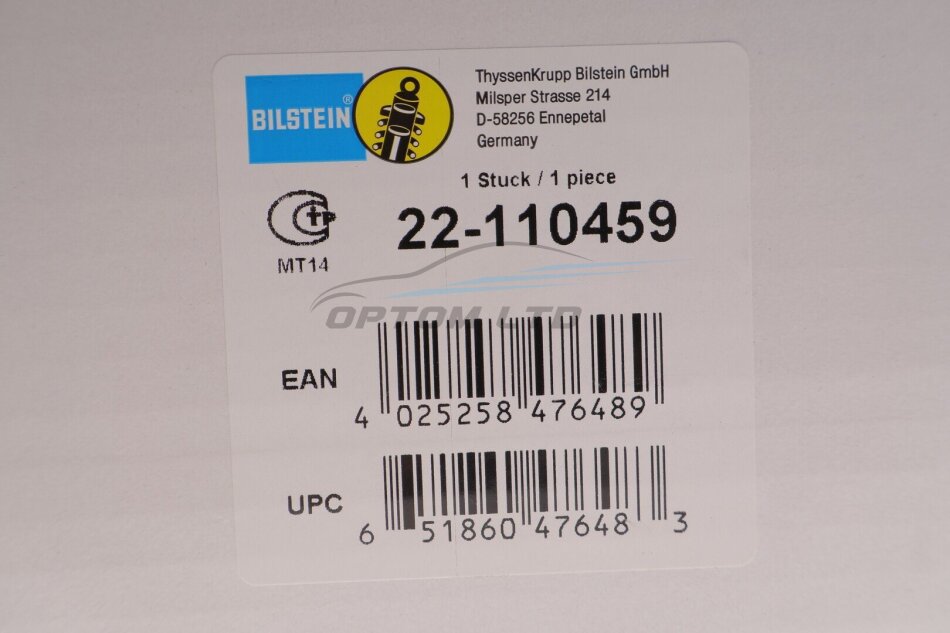 BILSTEIN®
ThyssenKrupp Bilstein GmbH
Milsper Strasse 214
D-58256 Ennepetal
Germany
1 Stuck / 1 piece
22-110459
MT14
OPTOM LTD
EAN
4 025258 476489
UPC
6 51860 47648 3